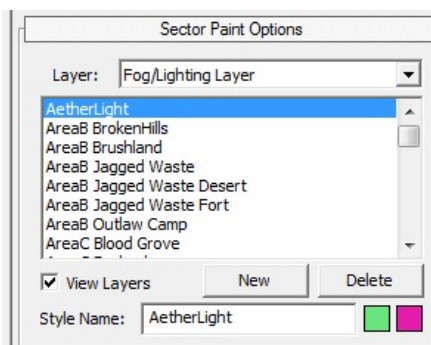 Sector Paint Options
Layer: Fog/Lighting Layer
AetherLight
AreaB BrokenHills
AreaB Brushland
AreaB Jagged Waste
AreaB Jagged Waste Desert
AreaB Jagged Waste Fort
AreaB Outlaw Camp
AreaC Blood Grove
View Layers New Delete
Style Name: AetherLight